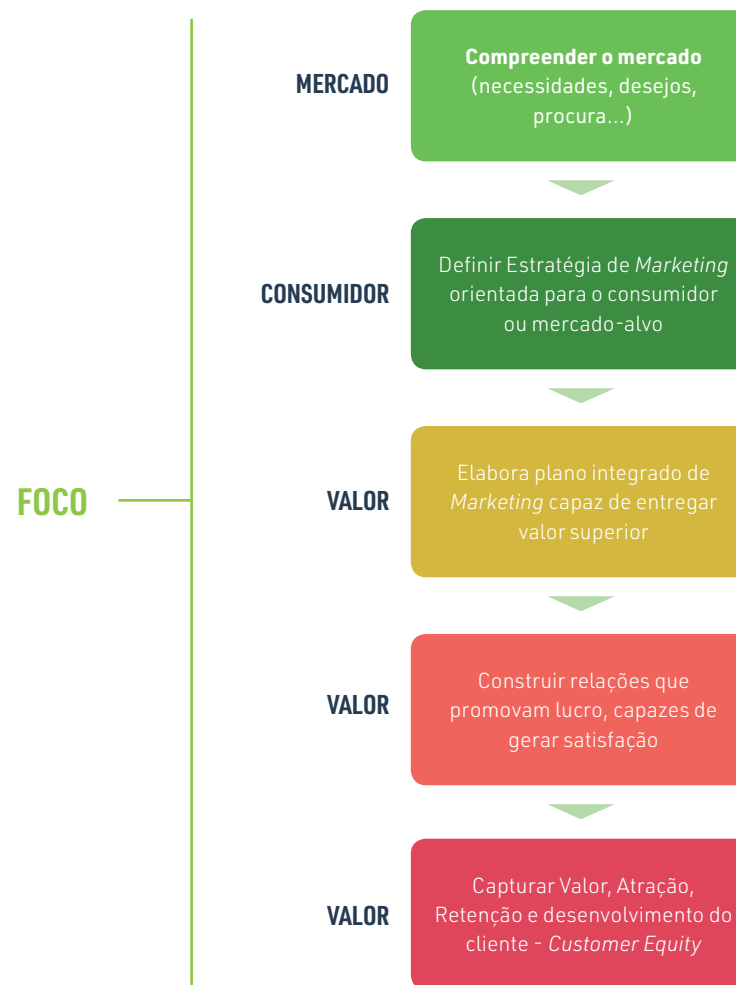 MERCADO
Compreender o mercado
(necessidades, desejos,
procura...)
CONSUMIDOR
Definir Estratégia de Marketing
orientada para o consumidor
ou mercado-alvo
FOCO
VALOR
Elabora plano integrado de
Marketing capaz de entregar
valor superior
VALOR
Construir relações que
promovam lucro, capazes de
gerar satisfação
VALOR
Capturar Valor, Atração,
Retenção e desenvolvimento do
cliente - Customer Equity